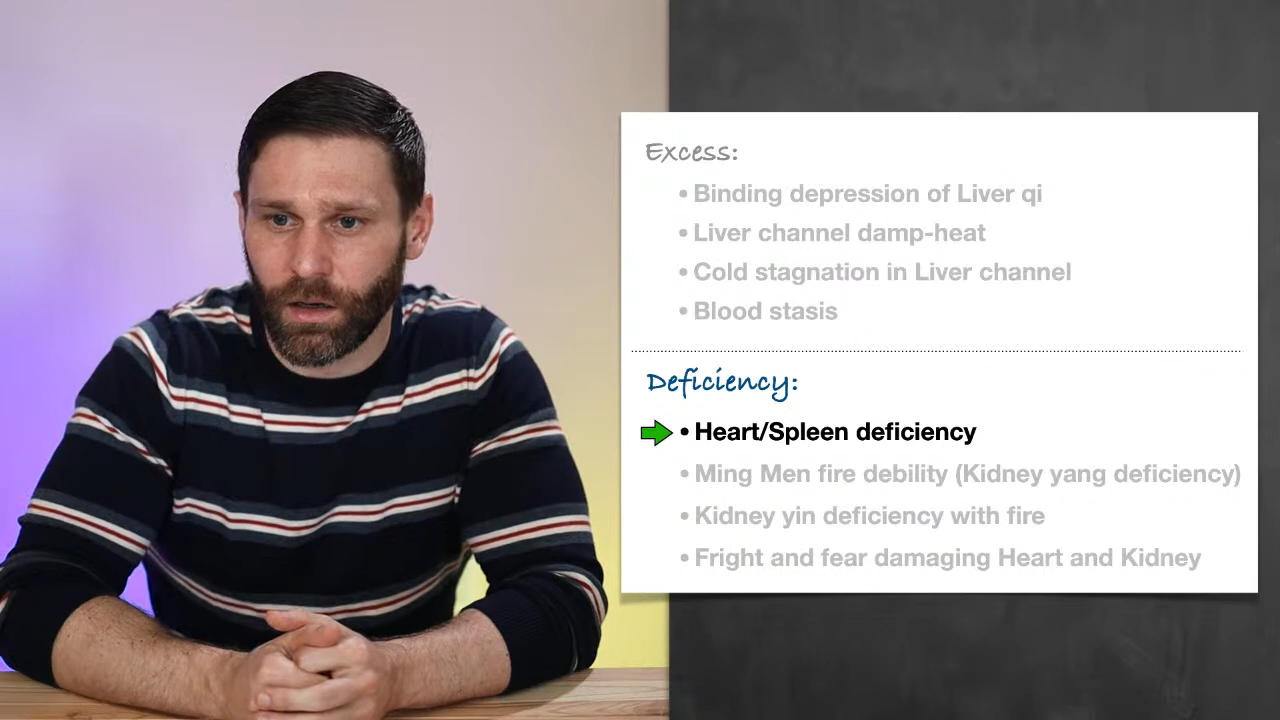 Excess:
• Binding depression of Liver qi
• Liver channel damp-heat
• Cold stagnation in Liver channel
• Blood stasis
Deficiency:
• Heart/Spleen deficiency
• Ming Men fire debility (Kidney yang deficiency)
• Kidney yin deficiency with fire
• Fright and fear damaging Heart and Kidney